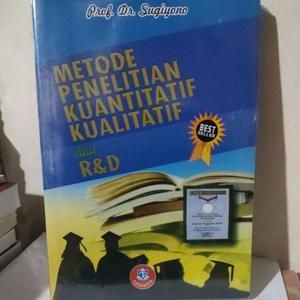 Prof. Dr. Sugiyono
METODE
PENELITIAN
KUANTITATIF
KUALITATIF
dan
R&D
BEST
SELLER